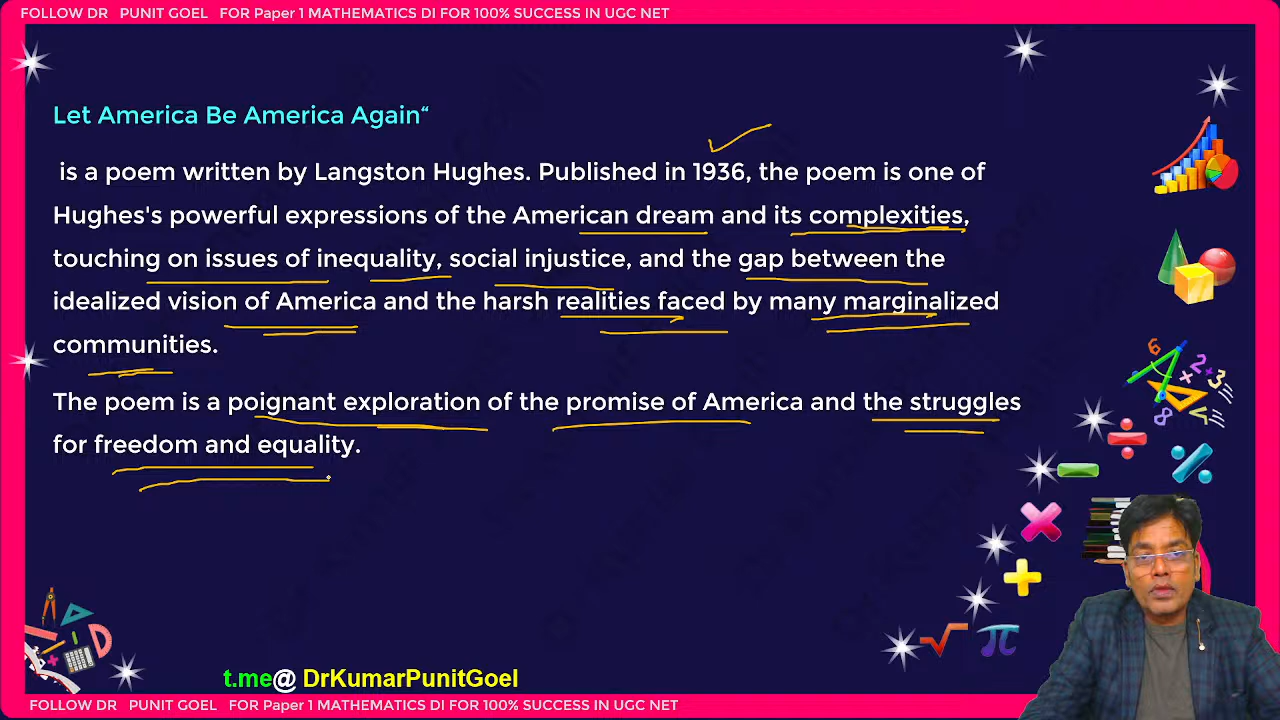 FOLLOW DR PUNIT GOEL FOR Paper 1 MATHEMATICS DI FOR 100% SUCCESS IN UGC NET
Let America Be America Again“
is a poem written by Langston Hughes. Published in 1936, the poem is one of
Hughes's powerful expressions of the American dream and its complexities,
touching on issues of inequality, social injustice, and the gap between the
idealized vision of America and the harsh realities faced by many marginalized
communities.
The poem is a poignant exploration of the promise of America and the struggles
for freedom and equality.
t.me@ DrKumarPunitGoel
FOLLOW DR PUNIT GOEL FOR Paper 1 MATHEMATICS DI FOR 100% SUCCESS IN UGC NET